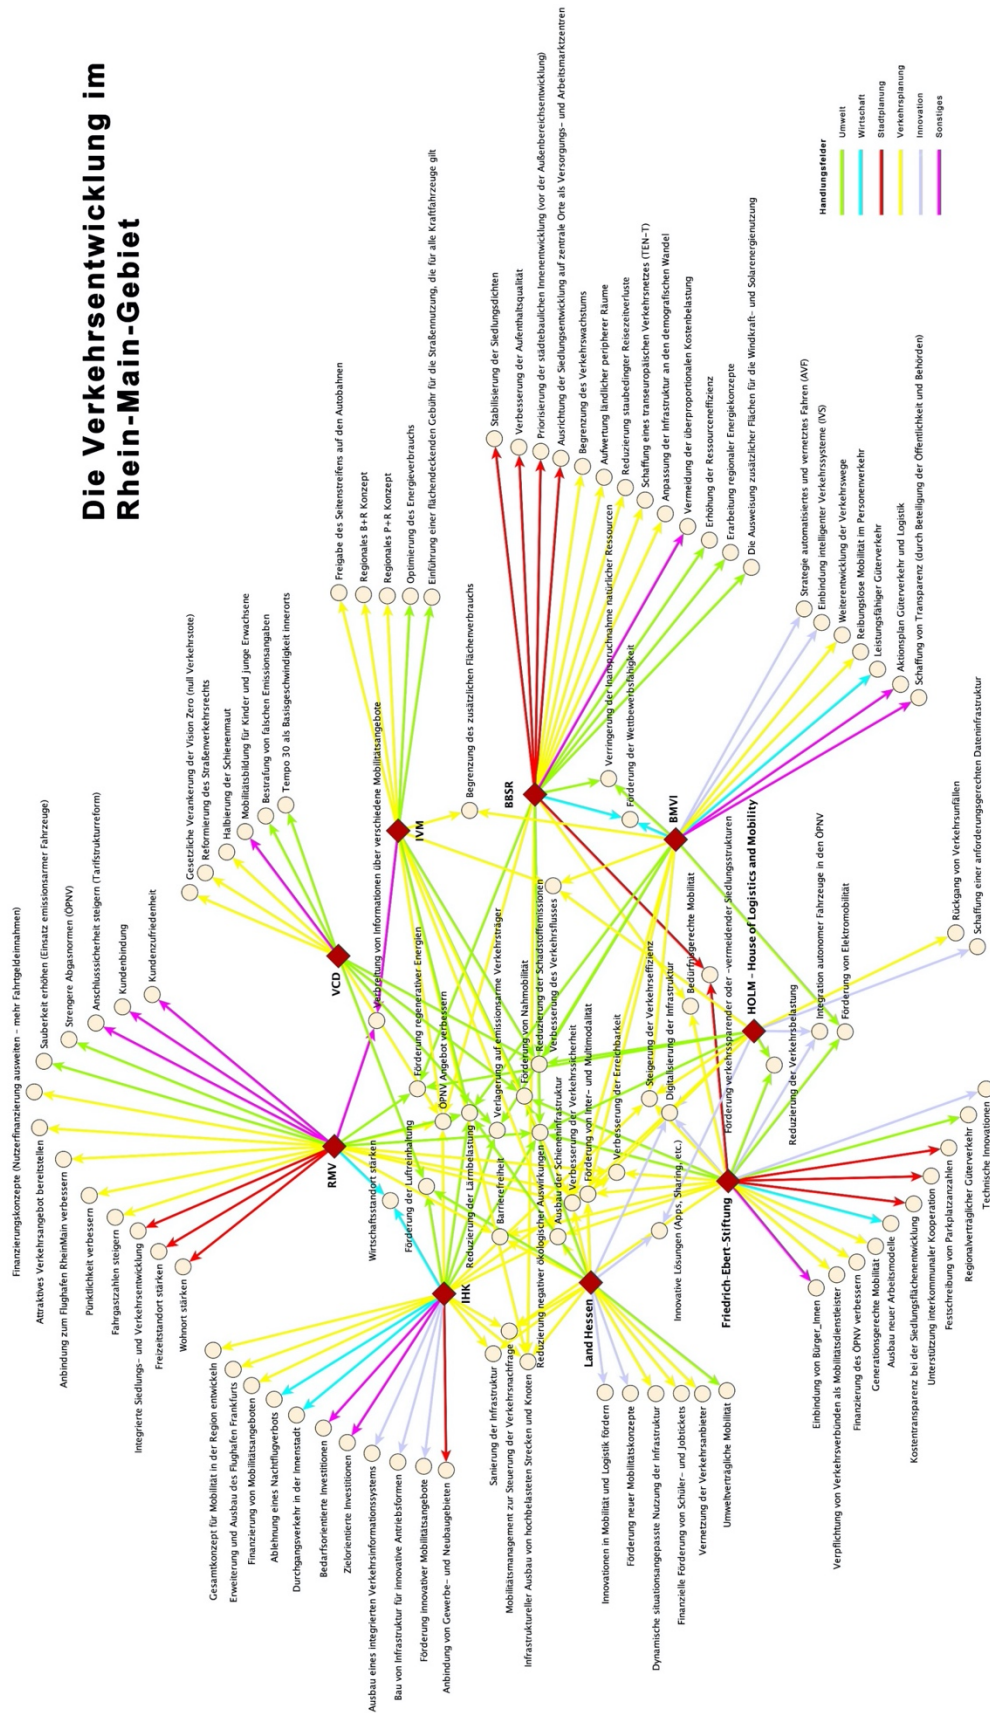 Die Verkehrsentwicklung im
Rhein-Main-Gebiet
Finanzierungskonzepte (Nutzerfinanzierung ausweiten - mehr Fahrgeldeinnahmen)
Sauberkeit erhöhen (Einsatz emissionsarmer Fahrzeuge)
Strengere Abgasnormen (ÖPNV)
Anschlusssicherheit steigern (Tarifstrukturreform)
Kundenbindung
Kundenzufriedenheit
Attraktives Verkehrsangebot bereitstellen
Anbindung zum Flughafen RheinMain verbessern
Pünktlichkeit verbessern
Fahrgastzahlen steigern
Integrierte Siedlungs- und Verkehrsentwicklung
Freizeitstandort stärken
Wohnort stärken
RMV
Gesetzliche Verankerung der Vision Zero (null Verkehrstote)
Reformierung des Straßenverkehrsrechts
Halbierung der Schienenmaut
Mobilitätsbildung für Kinder und junge Erwachsene
Bestrafung von falschen Emissionsangaben
Tempo 30 als Basisgeschwindigkeit innerorts
VCD
Freigabe des Seitenstreifens auf den Autobahnen
Regionales B+R Konzept
Regionales P+R Konzept
Optimierung des Energieverbrauchs
Einführung einer flächendeckenden Gebühr für die Straßennutzung, die für alle Kraftfahrzeuge gilt
IVM
Verbreitung von Informationen über verschiedene Mobilitätsangebote
Begrenzung des zusätzlichen Flächenverbrauchs
Stabilisierung der Siedlungsdichten
Verbesserung der Aufenthaltsqualität
Priorisierung der städtebaulichen Innenentwicklung (vor der Außenbereichsentwicklung)
Ausrichtung der Siedlungsentwicklung auf zentrale Orte als Versorgungs- und Arbeitsmarktzentren
Begrenzung des Verkehrswachstums
Aufwertung ländlicher peripherer Räume
Reduzierung staubedingter Reisezeitverluste
Schaffung eines transeuropäischen Verkehrsnetzes (TEN-T)
Anpassung der Infrastruktur an den demografischen Wandel
Vermeidung der überproportionalen Kostenbelastung
Erhöhung der Ressourceneffizienz
Erarbeitung regionaler Energiekonzepte
Die Ausweisung zusätzlicher Flächen für die Windkraft- und Solarenergienutzung
BBSR
Verringerung der Inanspruchnahme natürlicher Ressourcen
Förderung der Wettbewerbsfähigkeit
BMVI
Strategie automatisiertes und vernetztes Fahren (AVF)
Einbindung intelligenter Verkehrssysteme (IVS)
Weiterentwicklung der Verkehrswege
Reibungslose Mobilität im Personenverkehr
Leistungsfähiger Güterverkehr
Aktionsplan Güterverkehr und Logistik
Schaffung von Transparenz (durch Beteiligung der Öffentlichkeit und Behörden)
Handlungsfelder
Umwelt
Wirtschaft
Stadtplanung
Verkehrsplanung
Innovation
Sonstiges
Förderung regenerativer Energien
ÖPNV Angebot verbessern
Verlagerung auf emissionsarme Verkehrsträger
Förderung von Nahmobilität
Reduzierung der Schadstoffemissionen
Verbesserung des Verkehrsflusses
Wirtschaftsstandort stärken
Förderung der Luftreinhaltung
Reduzierung der Lärmbelastung
Barrierefreiheit
Reduzierung negativer ökologischer Auswirkungen
Ausbau der Schieneninfrastruktur
Verbesserung der Verkehrssicherheit
Förderung von Inter- und Multimodalität
Verbesserung der Erreichbarkeit
Steigerung der Verkehrseffizienz
Digitalisierung der Infrastruktur
Bedürfnisgerechte Mobilität
Förderung verkehrssparender oder -vermeidender Siedlungsstrukturen
HOLM - House of Logistics and Mobility
Reduzierung der Verkehrsbelastung
Integration autonomer Fahrzeuge in den ÖPNV
Förderung von Elektromobilität
Rückgang von Verkehrsunfällen
Schaffung einer anforderungsgerechten Dateninfrastruktur
Innovative Lösungen (Apps, Sharing, etc.)
IHK
Gesamtkonzept für Mobilität in der Region entwickeln
Erweiterung und Ausbau des Flughafen Frankfurts
Finanzierung von Mobilitätsangeboten
Ablehnung eines Nachtflugverbots
Durchgangsverkehr in der Innenstadt
Bedarfsorientierte Investitionen
Zielorientierte Investitionen
Ausbau eines integrierten Verkehrsinformationssystems
Bau von Infrastruktur für innovative Antriebsformen
Förderung innovativer Mobilitätsangebote
Anbindung von Gewerbe- und Neubaugebieten
Sanierung der Infrastruktur
Mobilitätsmanagement zur Steuerung der Verkehrsnachfrage
Infrastruktureller Ausbau von hochbelasteten Strecken und Knoten
Land Hessen
Innovationen in Mobilität und Logistik fördern
Förderung neuer Mobilitätskonzepte
Dynamische situationsangepasste Nutzung der Infrastruktur
Finanzielle Förderung von Schüler- und Jobtickets
Vernetzung der Verkehrsanbieter
Umweltverträgliche Mobilität
Friedrich-Ebert-Stiftung
Einbindung von Bürger_Innen
Verpflichtung von Verkehrsverbünden als Mobilitätsdienstleister
Finanzierung des ÖPNV verbessern
Generationsgerechte Mobilität
Ausbau neuer Arbeitsmodelle
Kostentransparenz bei der Siedlungsflächenentwicklung
Unterstützung interkommunaler Kooperation
Festschreibung von Parkplatzanzahlen
Regionalverträglicher Güterverkehr
Technische Innovationen